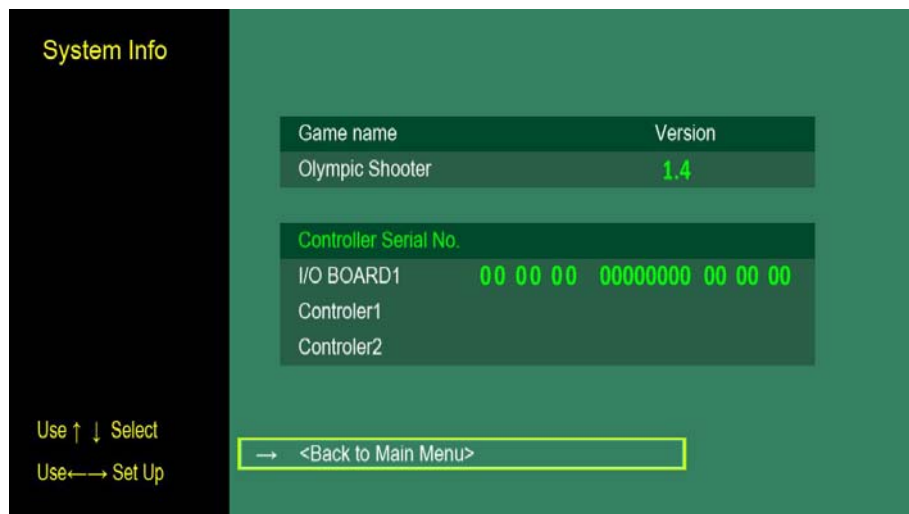 System Info
Game name Version
Olympic Shooter 1.4
Controller Serial No.
I/O BOARD1 00 00 00 00000000 00 00 00
Controler1
Controler2
Use ↑ ↓ Select
→ <Back to Main Menu>
Use←→ Set Up